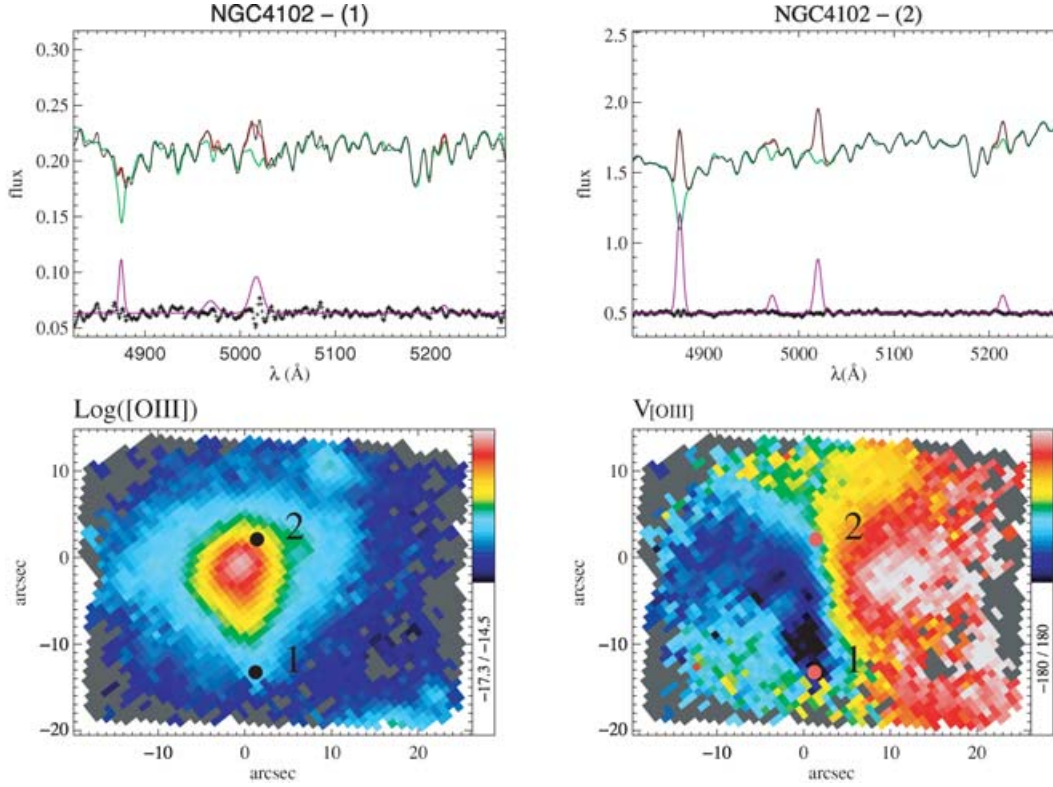 NGC4102 – (1)
0.30
0.25
0.20
0.15
0.10
0.05
flux
4900 5000 5100 5200
λ (Å)
NGC4102 – (2)
2.5
2.0
1.5
1.0
0.5
flux
4900 5000 5100 5200
λ(Å)
Log([OIII])
10
0
−10
−20
arcsec
2
1
−10 0 10 20
arcsec
−17.3 / −14.5
V[OIII]
10
0
−10
−20
arcsec
2
1
−10 0 10 20
arcsec
−180 / 180